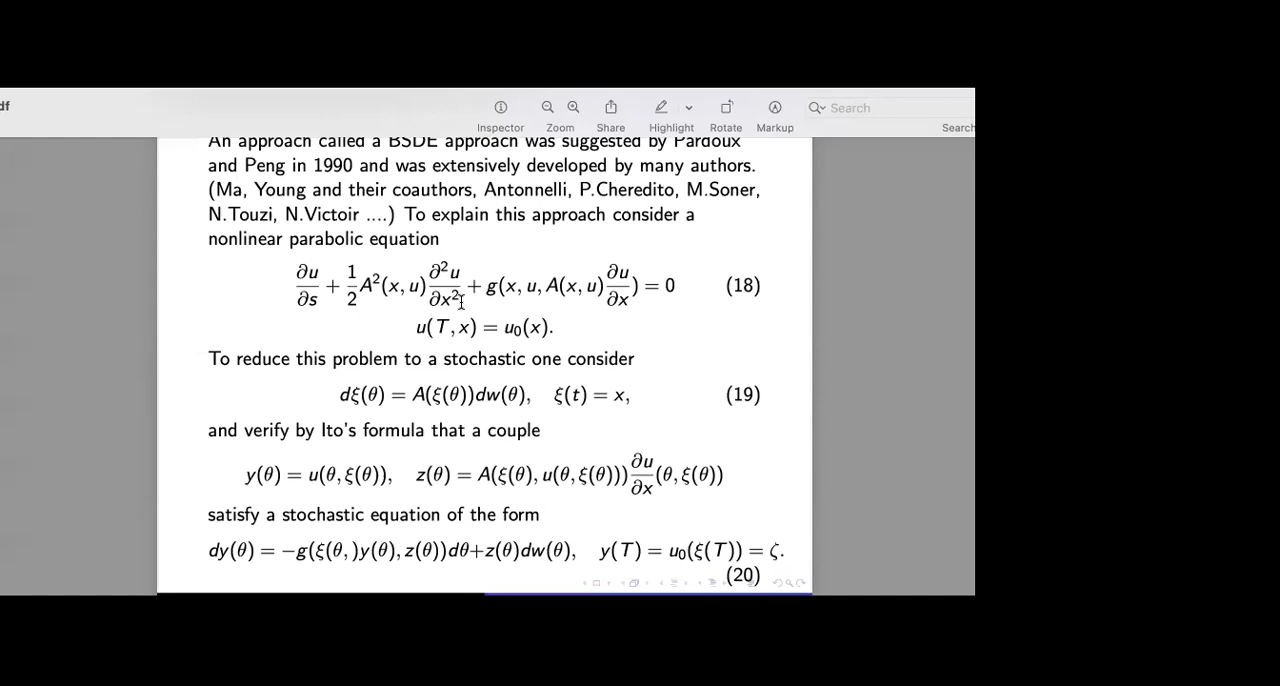 df
Search
Inspector Zoom Share Highlight Rotate Markup Search
An approach called a BSDE approach was suggested by Pardoux
and Peng in 1990 and was extensively developed by many authors.
(Ma, Young and their coauthors, Antonnelli, P.Cheredito, M.Soner,
N.Touzi, N.Victoir ....) To explain this approach consider a
nonlinear parabolic equation
∂u/∂s + 1/2 A²(x, u) ∂²u/∂x² + g(x, u, A(x, u) ∂u/∂x) = 0 (18)
u(T, x) = u₀(x).
To reduce this problem to a stochastic one consider
dξ(θ) = A(ξ(θ))dw(θ), ξ(t) = x, (19)
and verify by Ito's formula that a couple
y(θ) = u(θ, ξ(θ)), z(θ) = A(ξ(θ), u(θ, ξ(θ))) ∂u/∂x (θ, ξ(θ))
satisfy a stochastic equation of the form
dy(θ) = −g(ξ(θ, )y(θ), z(θ))dθ+z(θ)dw(θ), y(T) = u₀(ξ(T)) = ζ.
(20)